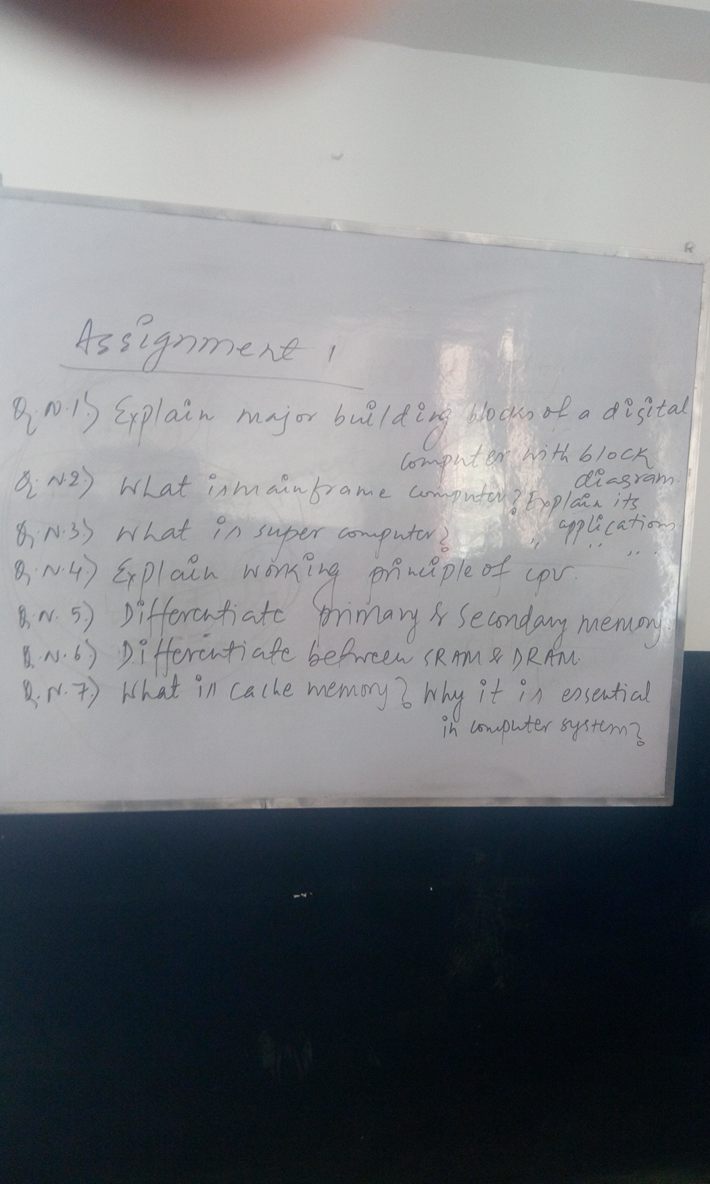 Assignment 1
Q.N.1) Explain major building blocks of a digital
computer with block
diagram.
Q.N.2) What is mainframe computer? Explain its
applications
Q.N.3) What is super computer? " " "
Q.N.4) Explain working principle of CPU.
Q.N.5) Differentiate primary & Secondary memory.
Q.N.6) Differentiate between SRAM & DRAM.
Q.N.7) What is cache memory? Why it is essential
in computer system?